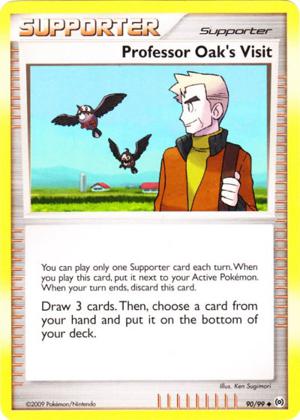 SUPPORTER
Supporter
Professor Oak's Visit
You can play only one Supporter card each turn. When
you play this card, put it next to your Active Pokémon.
When your turn ends, discard this card.
Draw 3 cards. Then, choose a card from
your hand and put it on the bottom of
your deck.
Illus. Ken Sugimori
©2009 Pokémon/Nintendo
90/99